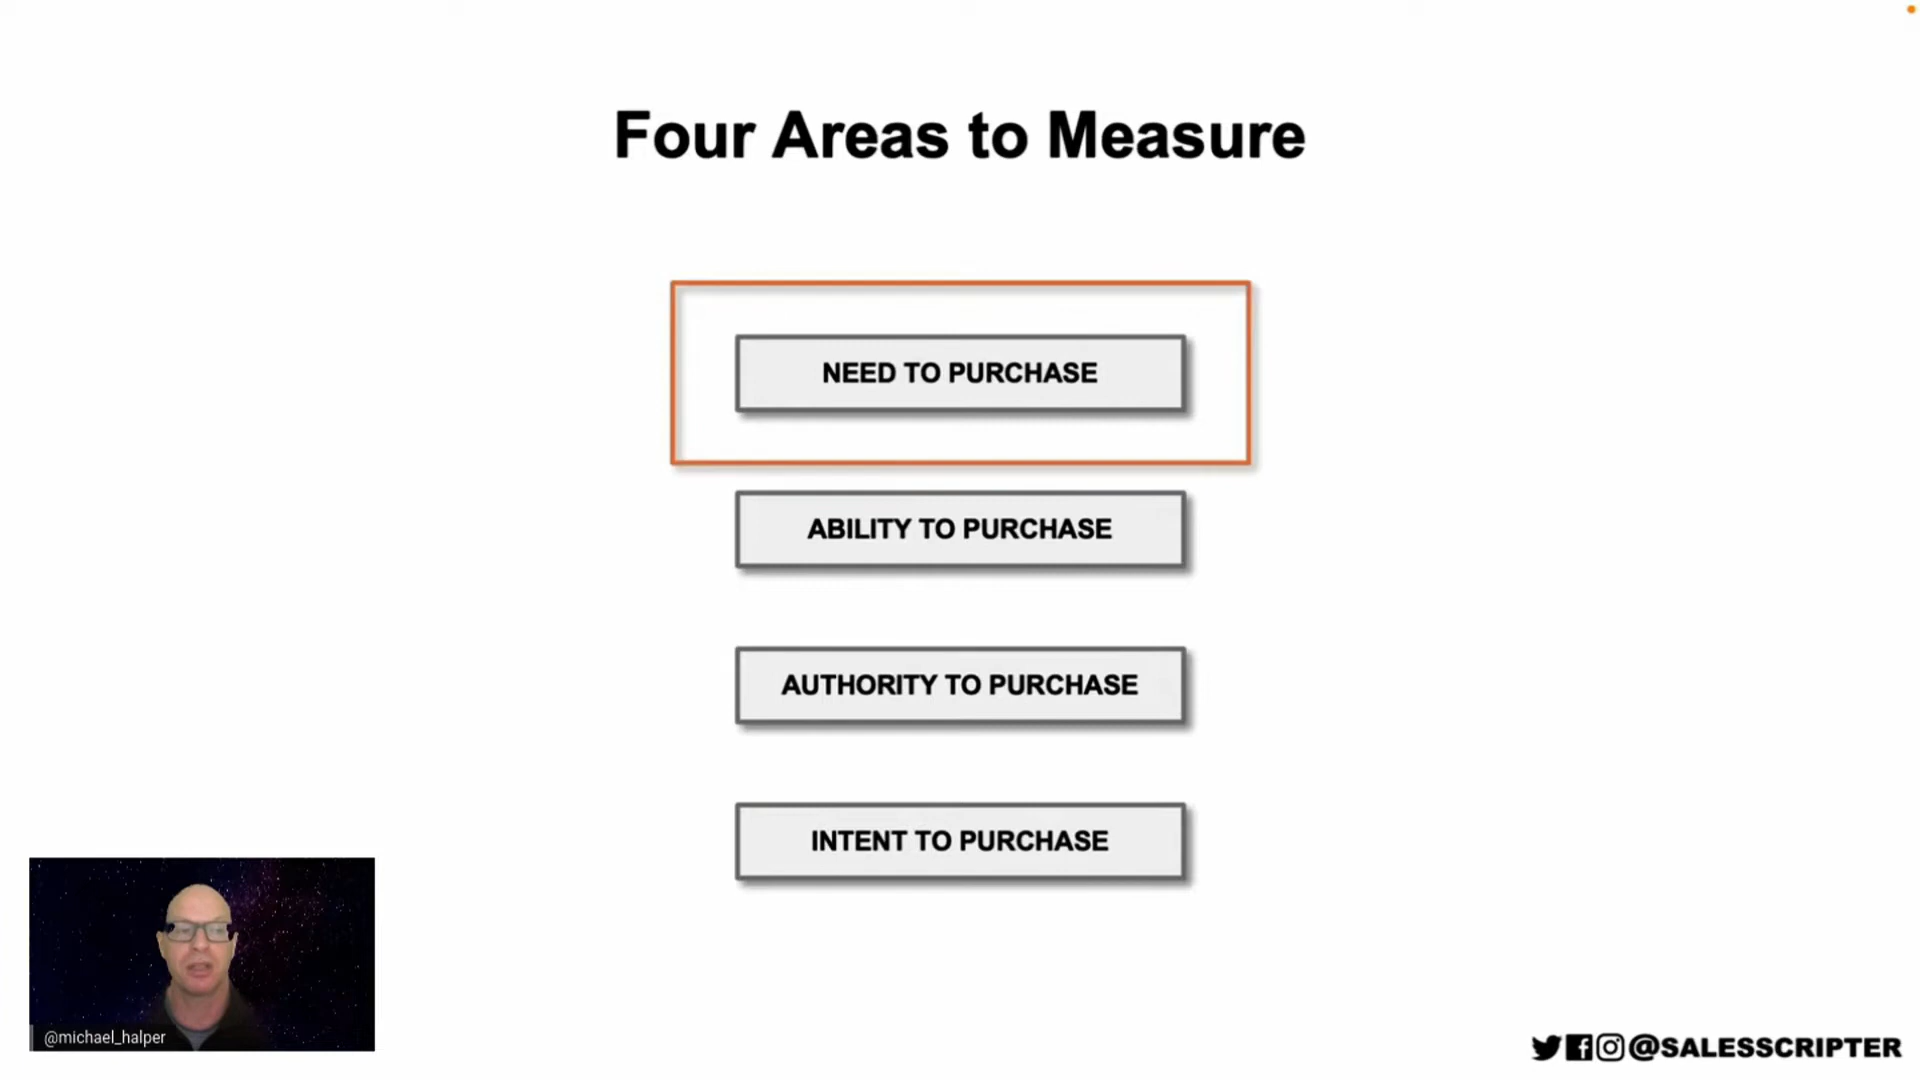 Four Areas to Measure
NEED TO PURCHASE
ABILITY TO PURCHASE
AUTHORITY TO PURCHASE
INTENT TO PURCHASE
@michael_halper
@SALESSCRIPTER